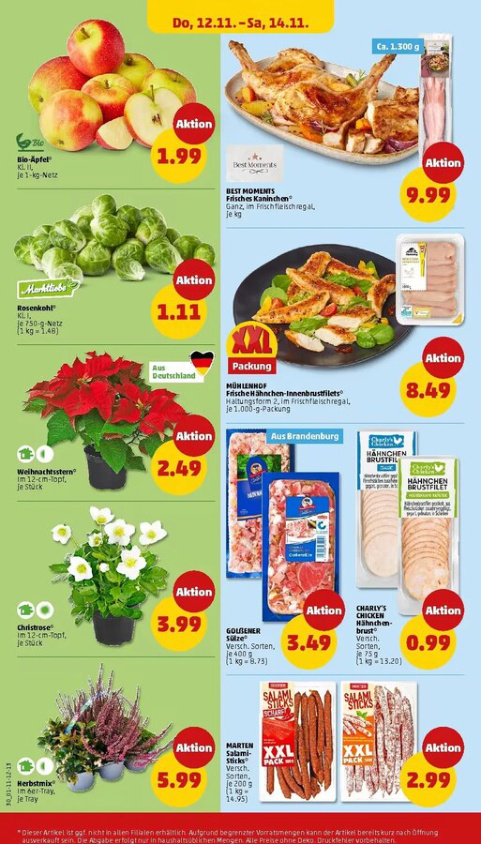 Do, 12.11. – Sa, 14.11.
Bio
Aktion
1.99
Bio-Äpfel°
KL II,
je 1-kg-Netz
Marktliebe
Aktion
1.11
Rosenkohl°
KL I,
je 750-g-Netz
(1 kg = 1.48)
Aus
Deutschland
Aktion
2.49
Weihnachtsstern°
im 12-cm-Topf,
je Stück
Aktion
3.99
Christrose°
im 12-cm-Topf,
je Stück
Aktion
5.99
Herbstmix°
im 6er-Tray,
je Tray
Ca. 1.300 g
Best Moments
Aktion
9.99
BEST MOMENTS
Frisches Kaninchen°
Ganz, im Frischfleischregal,
je kg
XXL
Packung
Aktion
8.49
MÜHLENHOF
Frische Hähnchen-Innenbrustfilets°
Haltungsform 2, im Frischfleischregal,
je 1.000-g-Packung
Aus Brandenburg
Aktion
3.49
GOLßENER
Sülze°
Versch. Sorten,
je 400 g
(1 kg = 8.73)
Charly's
Chicken
HÄHNCHEN
BRUSTFILET
Charly's
Chicken
HÄHNCHEN
BRUSTFILET
Aktion
0.99
CHARLY'S
CHICKEN
Hähnchen-
brust°
Versch.
Sorten,
je 75 g
(1 kg = 13.20)
SALAMI
STICKS
XXL
PACK
SALAMI
STICKS
XXL
PACK
Aktion
2.99
MARTEN
Salami-
Sticks°
Versch.
Sorten,
je 200 g
(1 kg =
14.95)
° Dieser Artikel ist ggf. nicht in allen Filialen erhältlich. Aufgrund begrenzter Vorratsmengen kann der Artikel bereits kurz nach Öffnung
ausverkauft sein. Die Abgabe erfolgt nur in haushaltsüblichen Mengen. Alle Preise ohne Deko. Druckfehler vorbehalten.